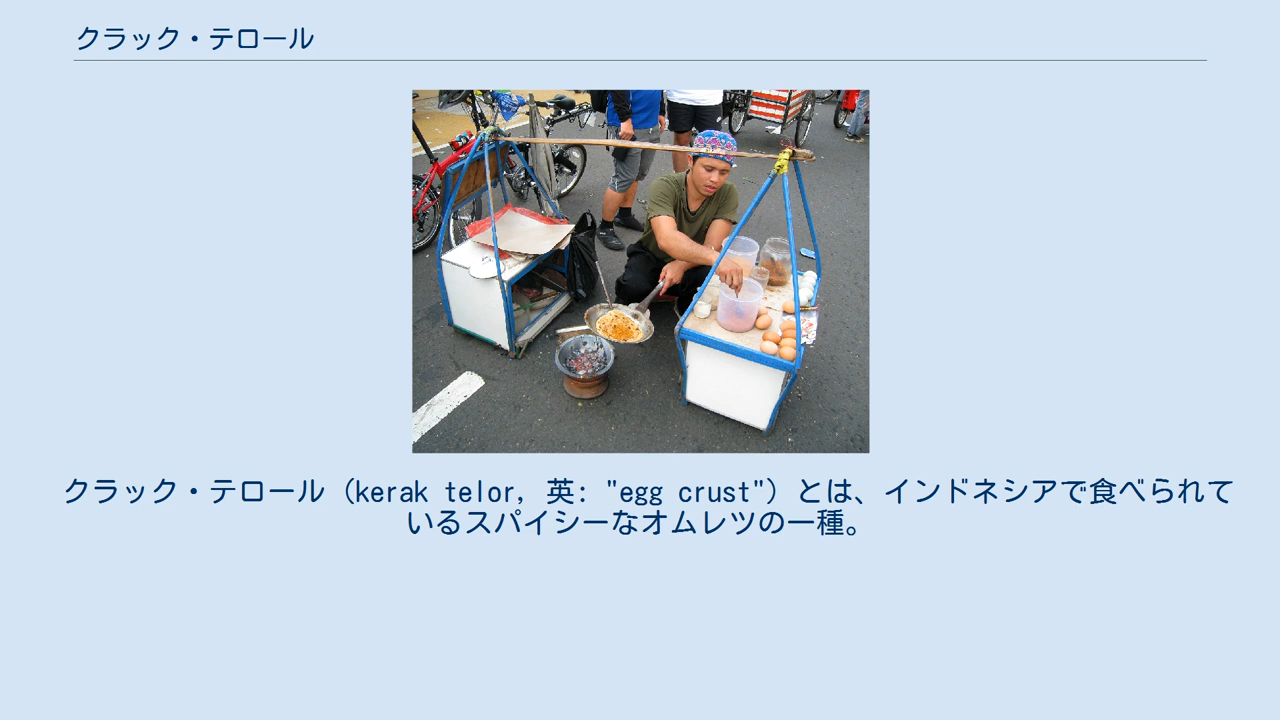 クラック・テロール
クラック・テロール（kerak telor, 英: "egg crust"）とは、インドネシアで食べられて
いるスパイシーなオムレツの一種。